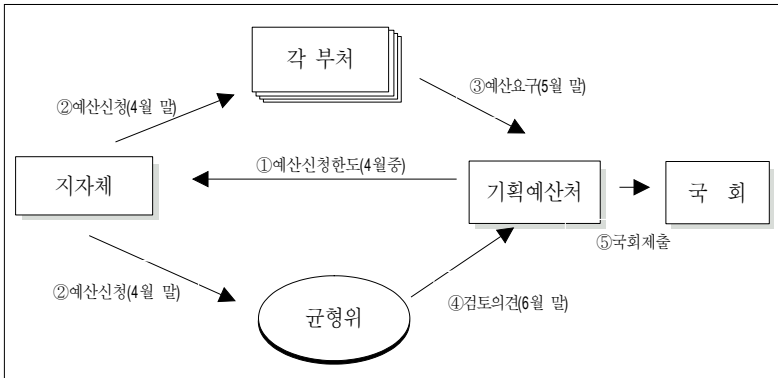 각 부처
②예산신청(4월 말)
③예산요구(5월 말)
①예산신청한도(4월중)
지자체
기획예산처
국 회
⑤국회제출
②예산신청(4월 말)
균형위
④검토의견(6월 말)